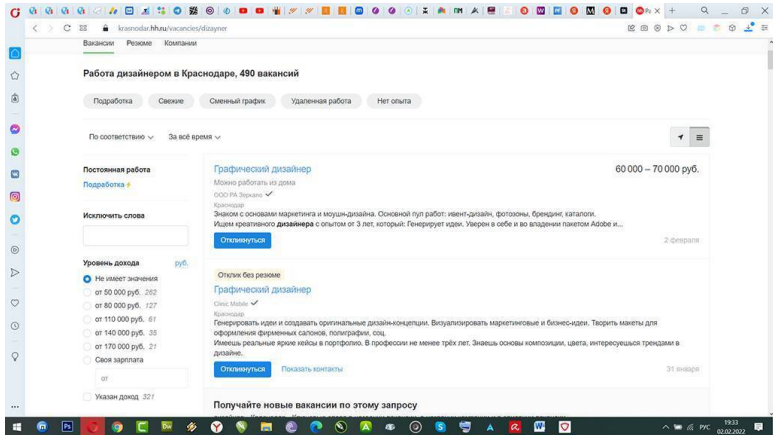 krasnodar.hh.ru/vacancies/dizayner
Вакансии Резюме Компании
Работа дизайнером в Краснодаре, 490 вакансий
Подработка Свежие Сменный график Удаленная работа Нет опыта
По соответствию За всё время
Постоянная работа
Подработка
Исключить слова
Уровень дохода руб.
Не имеет значения
от 50 000 руб. 262
от 80 000 руб. 127
от 110 000 руб. 61
от 140 000 руб. 35
от 170 000 руб. 21
Своя зарплата
от
Указан доход 321
Графический дизайнер 60 000 – 70 000 руб.
Можно работать из дома
ООО РА Зеркало
Краснодар
Знаком с основами маркетинга и моушн-дизайна. Основной пул работ: ивент-дизайн, фотозоны, брендинг, каталоги.
Ищем креативного дизайнера с опытом от 3 лет, который: Генерирует идеи. Уверен в себе и во владении пакетом Adobe и...
Откликнуться 2 февраля
Отклик без резюме
Графический дизайнер
Clinic Mobile
Краснодар
Генерировать идеи и создавать оригинальные дизайн-концепции. Визуализировать маркетинговые и бизнес-идеи. Творить макеты для
оформления фирменных салонов, полиграфии, соц.
Имеешь реальные яркие кейсы в портфолио. В профессии не менее трёх лет. Знаешь основы композиции, цвета, интересуешься трендами в
дизайне.
Откликнуться Показать контакты 31 января
Получайте новые вакансии по этому запросу
РУС 19:33
02.02.2022